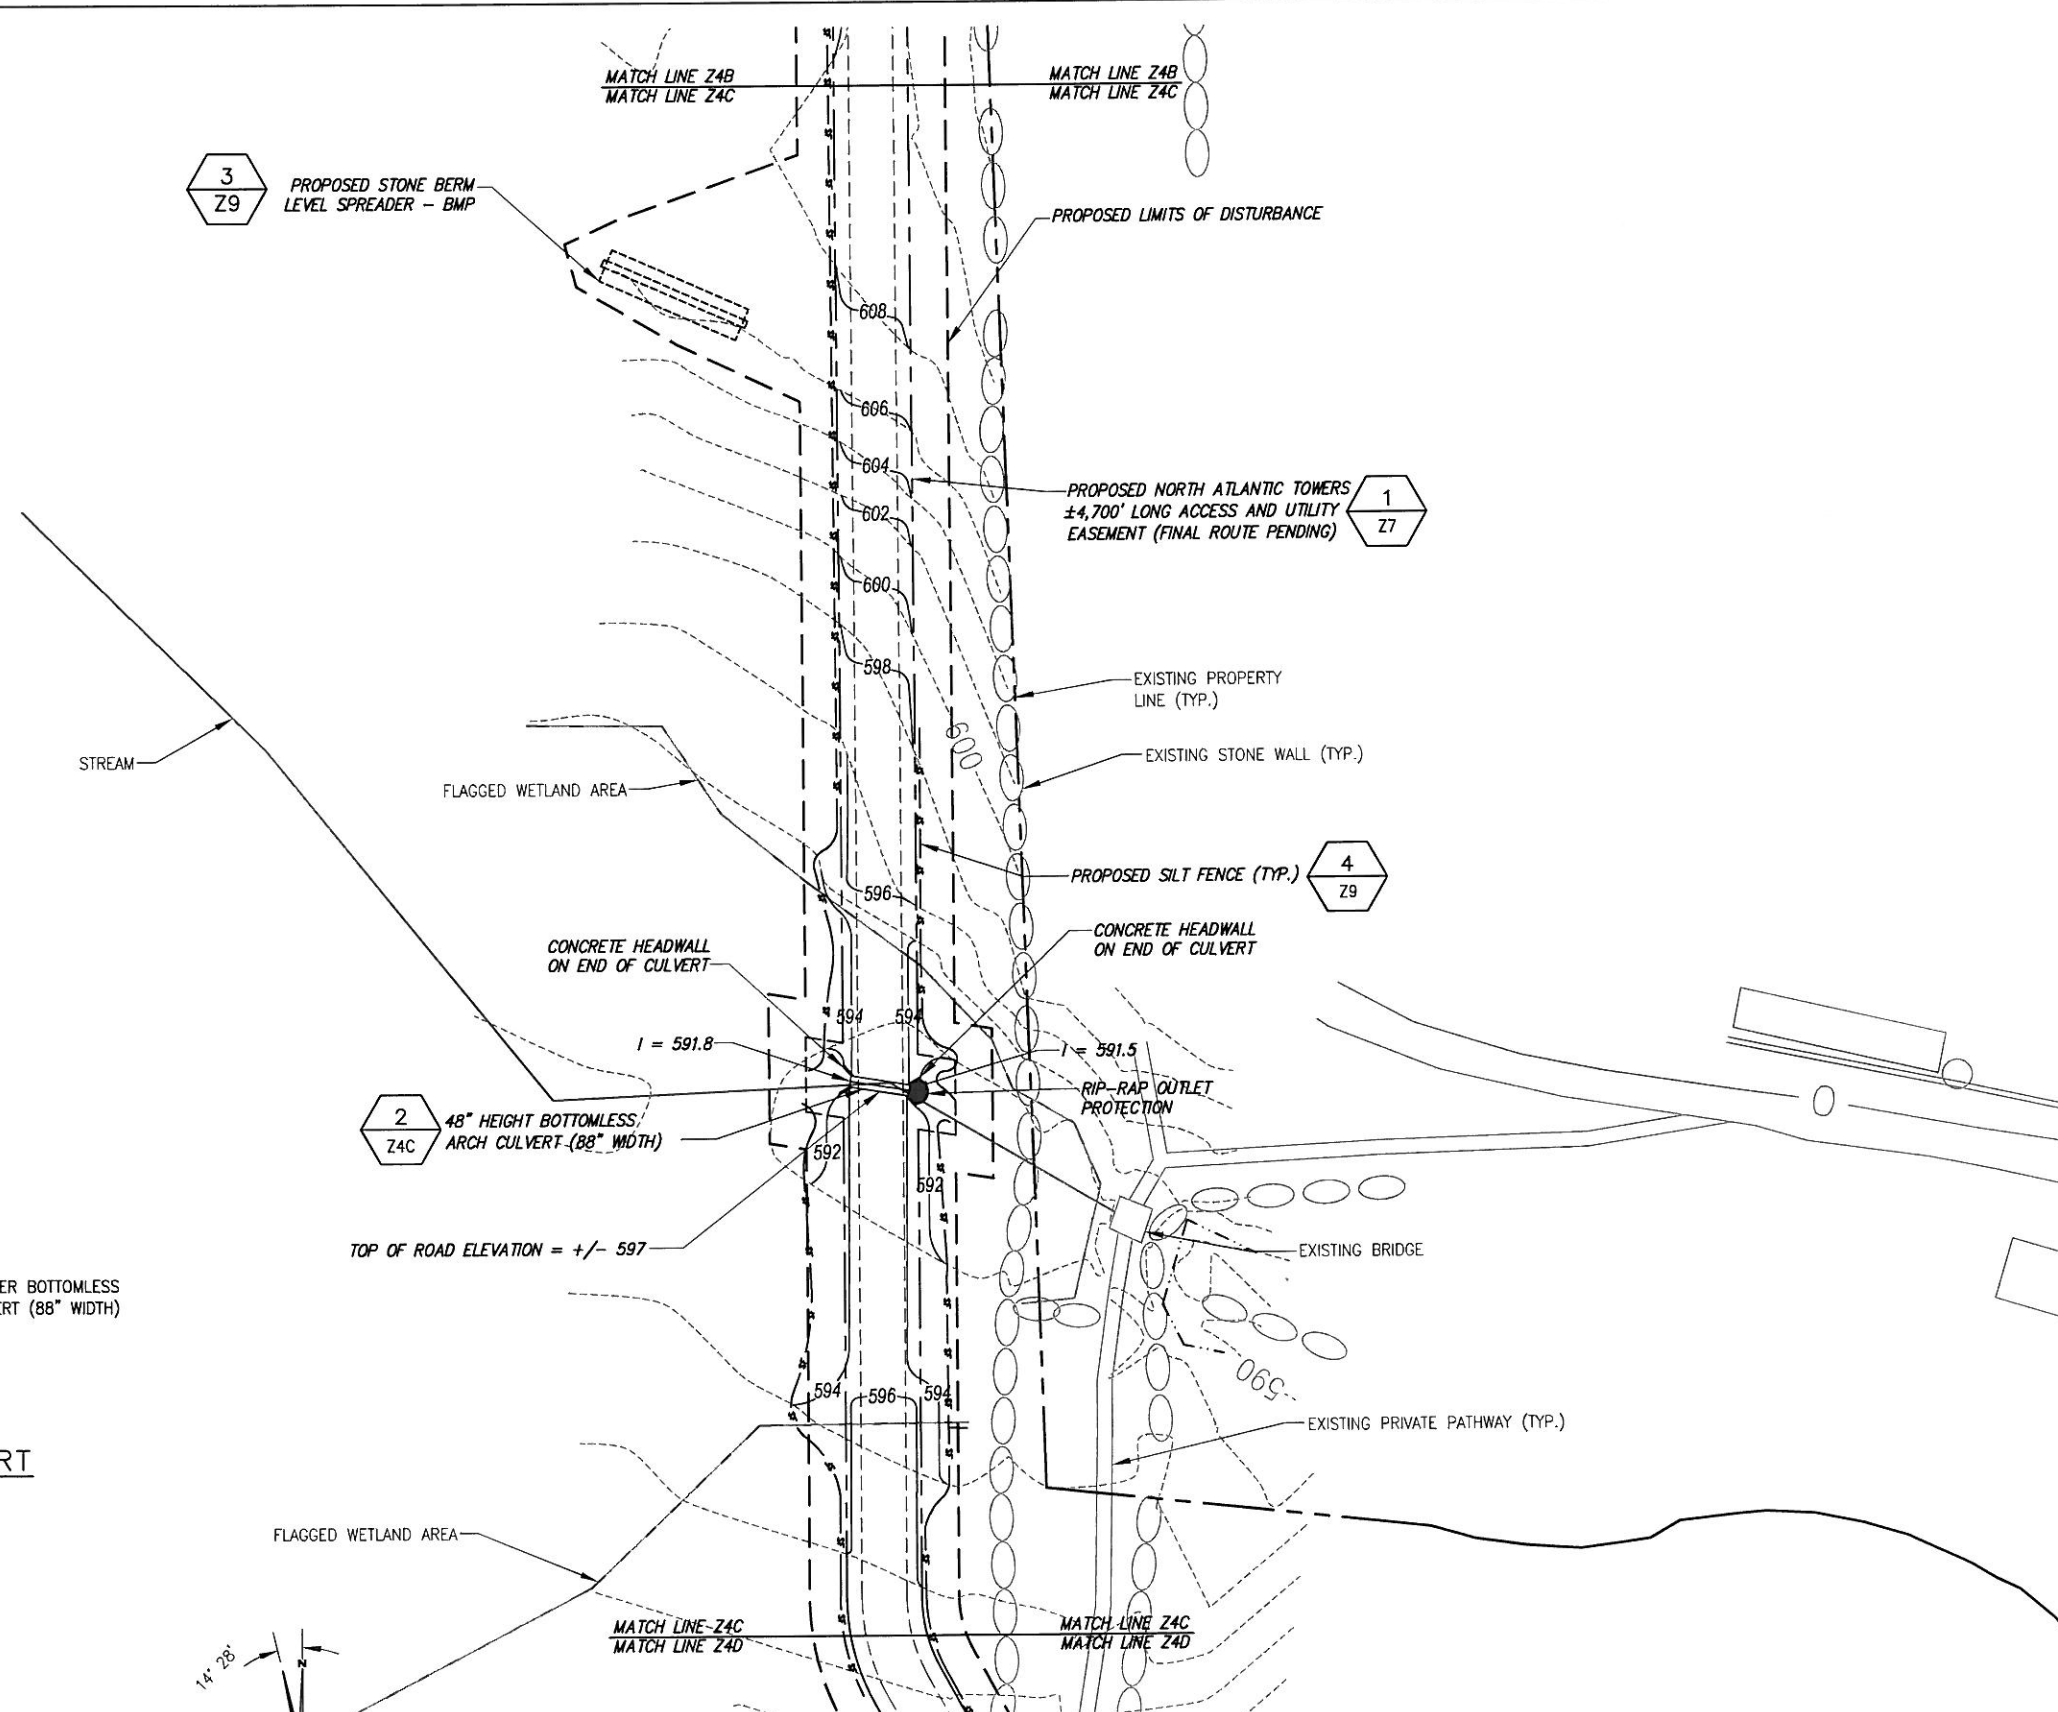 MATCH LINE Z4B
MATCH LINE Z4C
MATCH LINE Z4B
MATCH LINE Z4C
3
Z9
PROPOSED STONE BERM
LEVEL SPREADER - BMP
PROPOSED LIMITS OF DISTURBANCE
608
606
604
602
600
598
PROPOSED NORTH ATLANTIC TOWERS
±4,700' LONG ACCESS AND UTILITY
EASEMENT (FINAL ROUTE PENDING)
1
Z7
EXISTING PROPERTY
LINE (TYP.)
600
EXISTING STONE WALL (TYP.)
STREAM
FLAGGED WETLAND AREA
PROPOSED SILT FENCE (TYP.)
4
Z9
596
CONCRETE HEADWALL
ON END OF CULVERT
CONCRETE HEADWALL
ON END OF CULVERT
594
594
I = 591.8
I = 591.5
RIP-RAP OUTLET
PROTECTION
2
Z4C
48" HEIGHT BOTTOMLESS
ARCH CULVERT (88" WIDTH)
592
592
TOP OF ROAD ELEVATION = +/- 597
EXISTING BRIDGE
ER BOTTOMLESS
ERT (88" WIDTH)
594
596
594
590
EXISTING PRIVATE PATHWAY (TYP.)
RT
FLAGGED WETLAND AREA
MATCH LINE Z4C
MATCH LINE Z4D
MATCH LINE Z4C
MATCH LINE Z4D
14° 28'
N